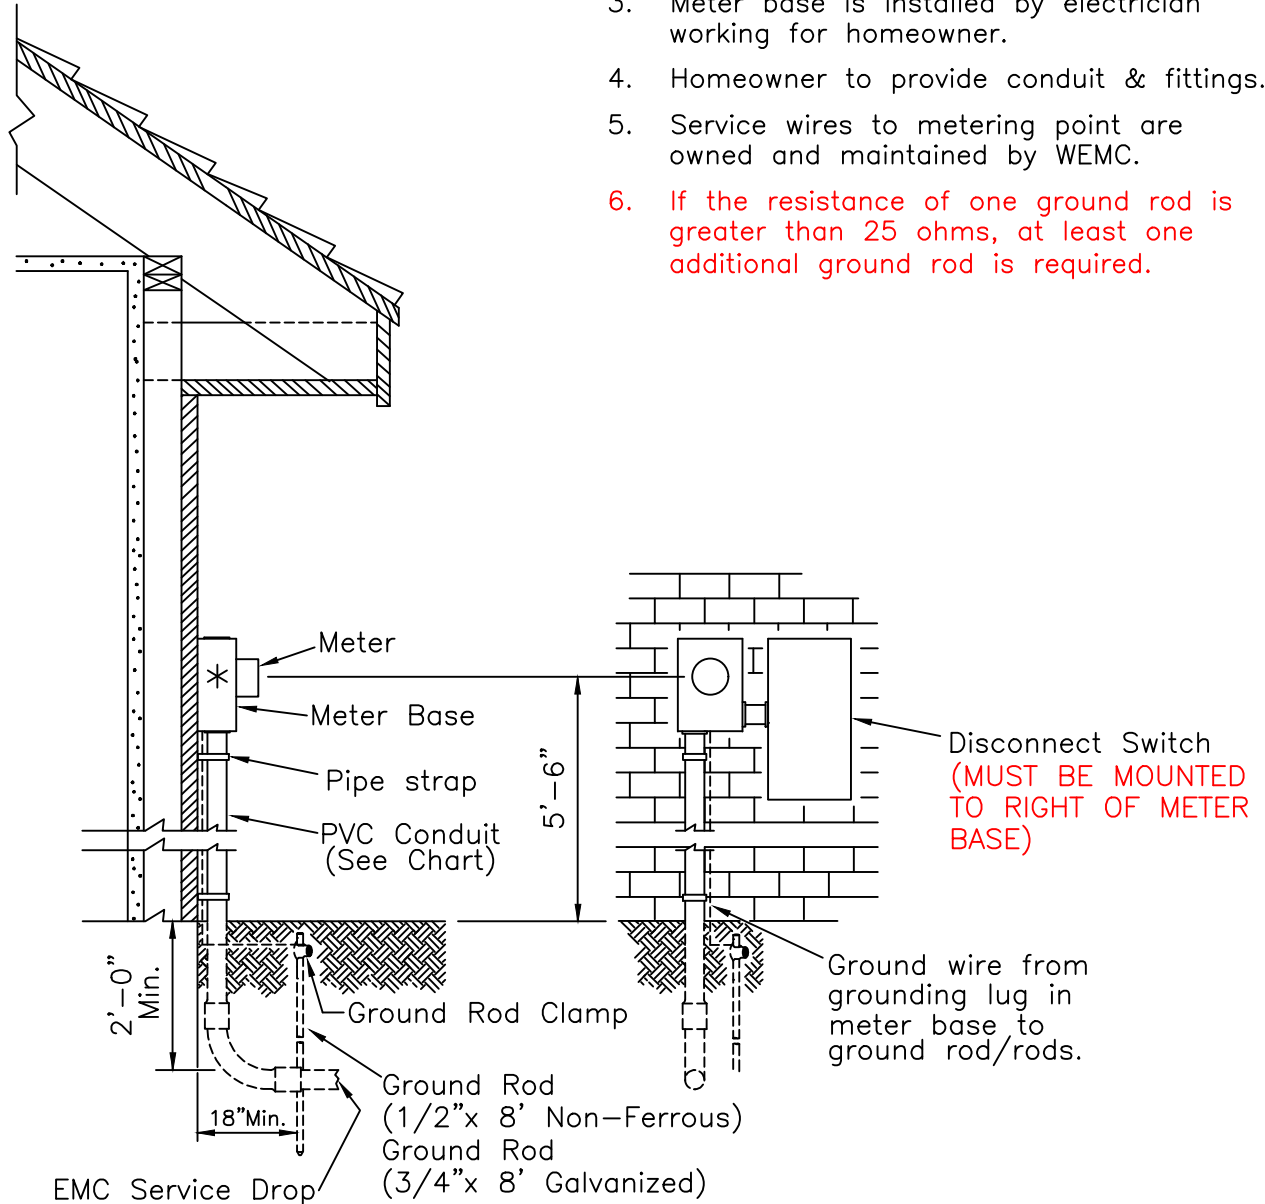 3. Meter base is installed by electrician
working for homeowner.
4. Homeowner to provide conduit & fittings.
5. Service wires to metering point are
owned and maintained by WEMC.
6. If the resistance of one ground rod is
greater than 25 ohms, at least one
additional ground rod is required.
Meter
Meter Base
Pipe strap
PVC Conduit
(See Chart)
5'-6"
Disconnect Switch
(MUST BE MOUNTED
TO RIGHT OF METER
BASE)
2'-0"
Min.
Ground Rod Clamp
Ground wire from
grounding lug in
meter base to
ground rod/rods.
18"Min.
Ground Rod
(1/2"x 8' Non-Ferrous)
Ground Rod
(3/4"x 8' Galvanized)
EMC Service Drop